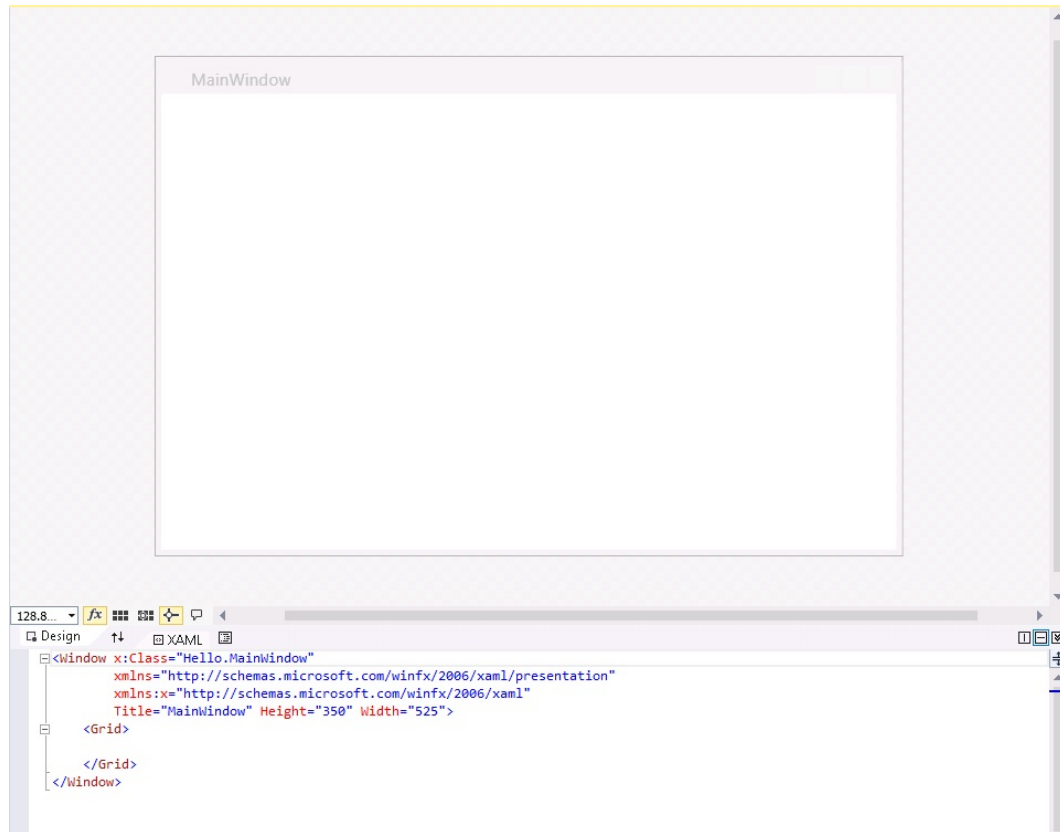 MainWindow
128.8...
fx
Design
XAML
<Window x:Class="Hello.MainWindow"
xmlns="http://schemas.microsoft.com/winfx/2006/xaml/presentation"
xmlns:x="http://schemas.microsoft.com/winfx/2006/xaml"
Title="MainWindow" Height="350" Width="525">
<Grid>
</Grid>
</Window>